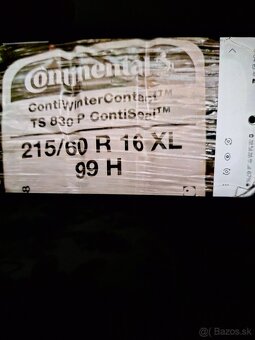 Continental
ContiWinterContact™
TS 830 P ContiSeal™
215/60 R 16 XL
99 H
Bazos.sk